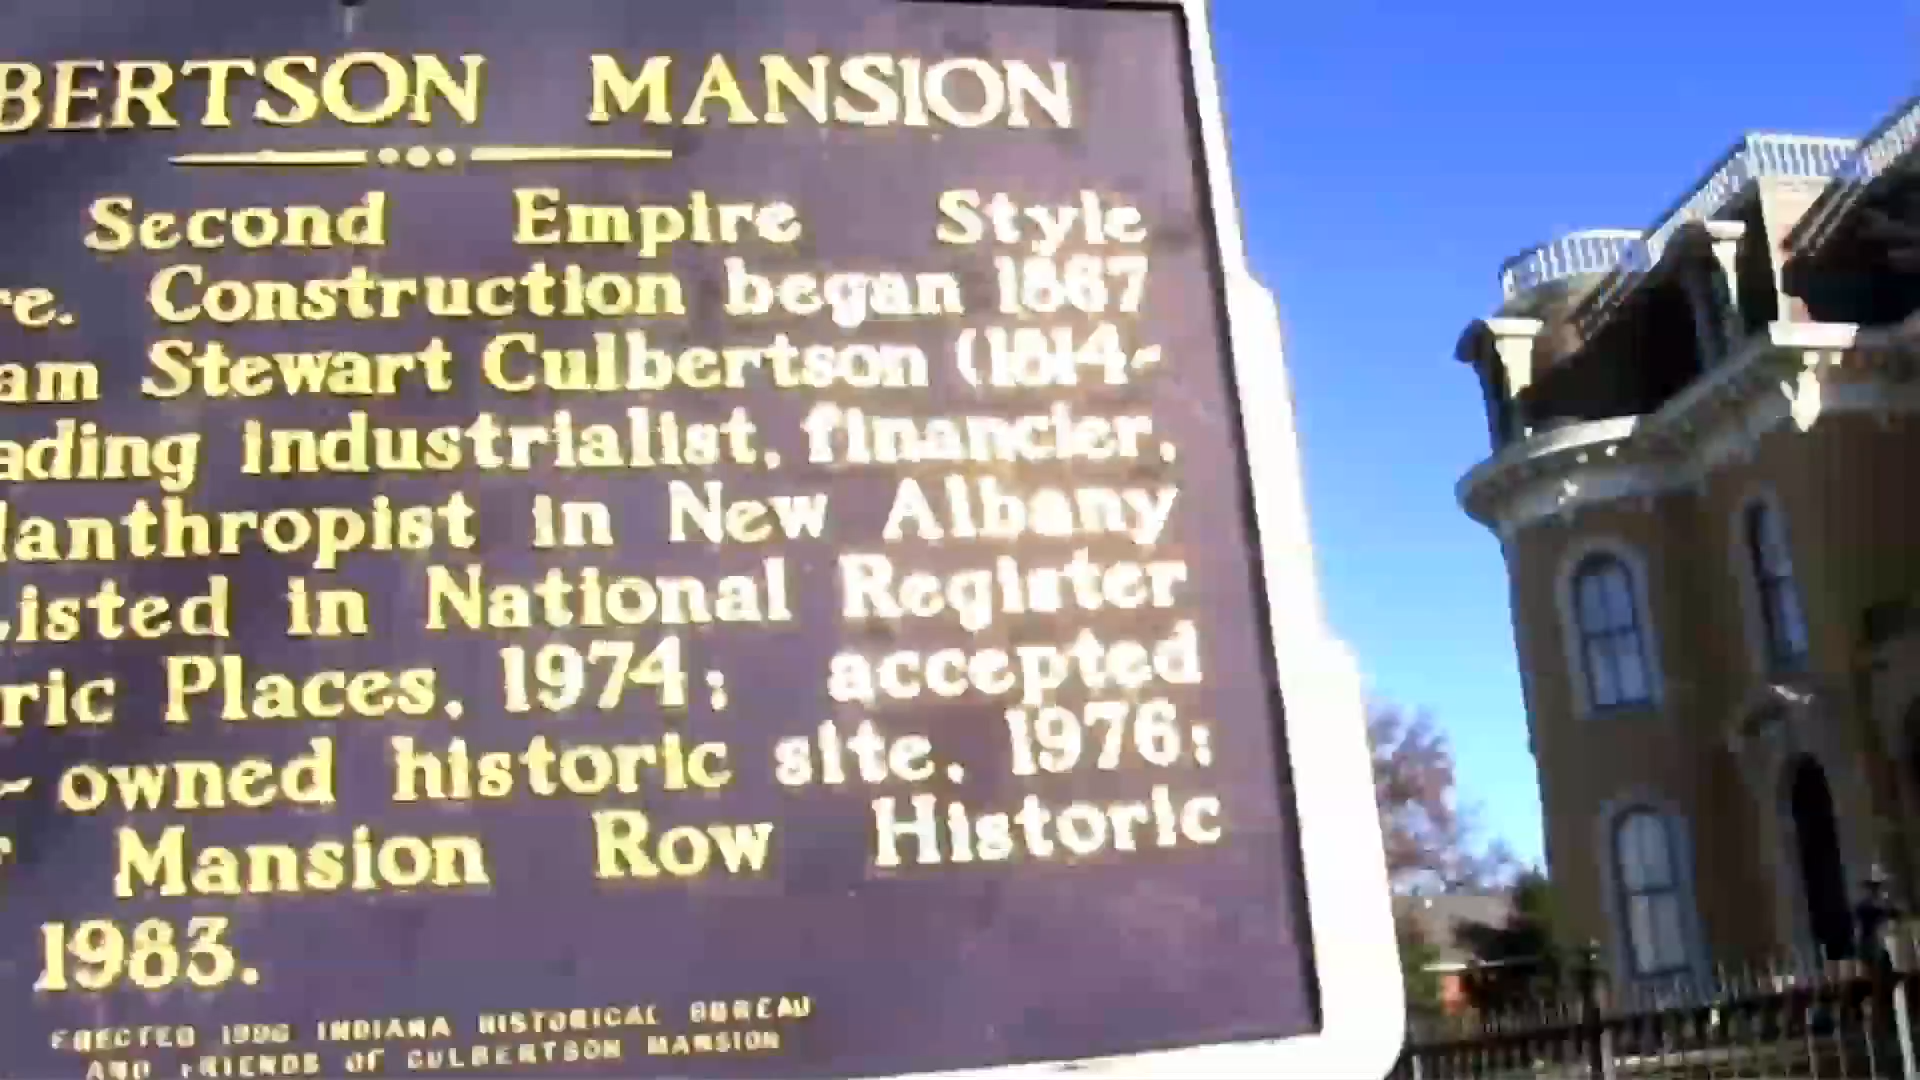 BERTSON MANSION
Second Empire Style
re. Construction began 1867
am Stewart Culbertson (1814-
ading industrialist, financier,
lanthropist in New Albany
Listed in National Register
ric Places, 1974; accepted
-owned historic site, 1976;
Mansion Row Historic
1983.
ERECTED INDIANA HISTORICAL BUREAU
AND FRIENDS OF CULBERTSON MANSION